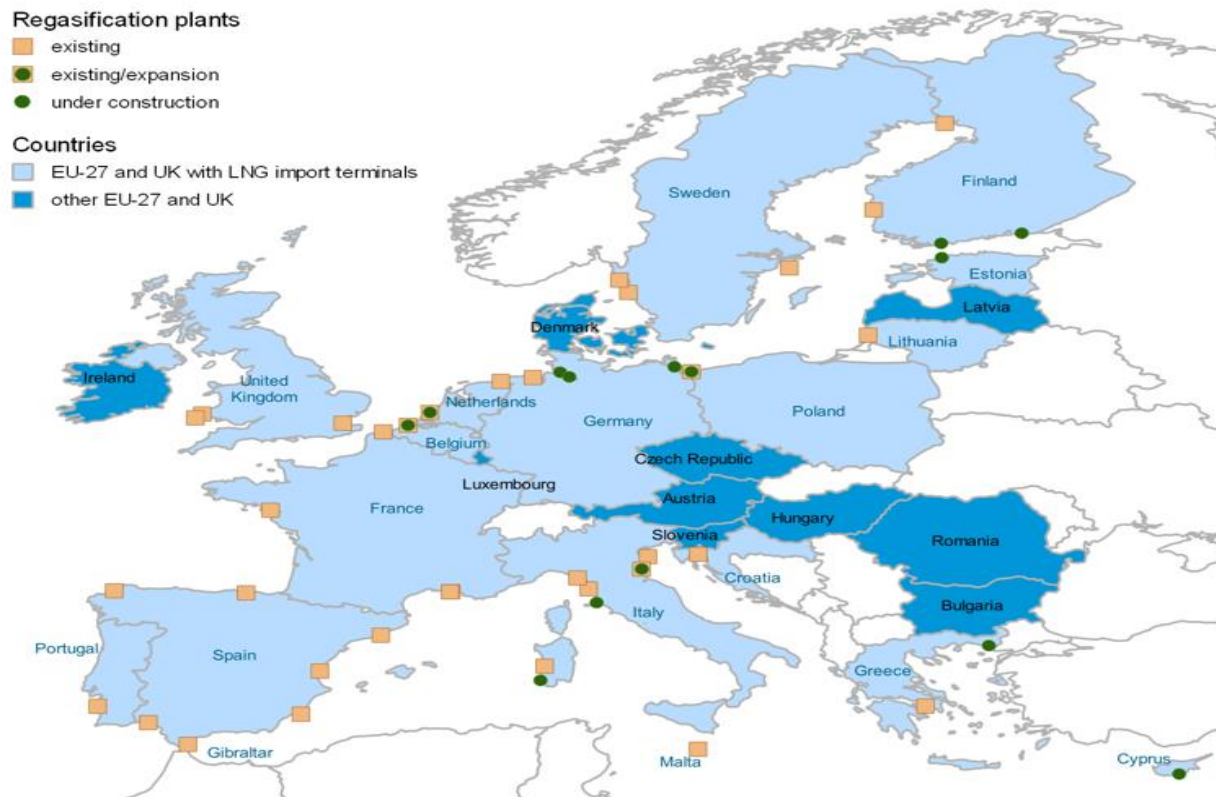 Regasification plants
existing
existing/expansion
under construction
Countries
EU-27 and UK with LNG import terminals
other EU-27 and UK
Sweden
Finland
Estonia
Latvia
Lithuania
Denmark
Ireland
United
Kingdom
Netherlands
Belgium
Germany
Poland
Czech Republic
Luxembourg
Austria
France
Hungary
Slovenia
Romania
Croatia
Italy
Bulgaria
Portugal
Spain
Greece
Gibraltar
Malta
Cyprus